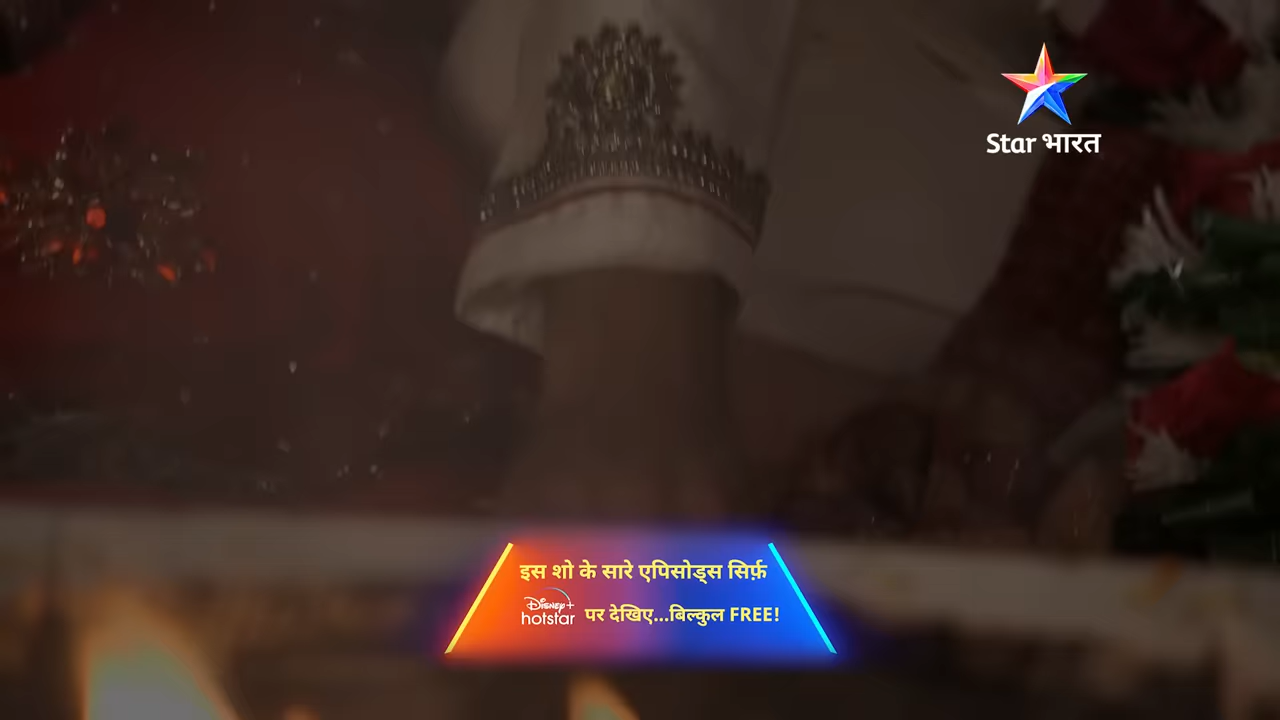 Star भारत
इस शो के सारे एपिसोड्स सिर्फ़
Disney+ hotstar पर देखिए...बिल्कुल FREE!